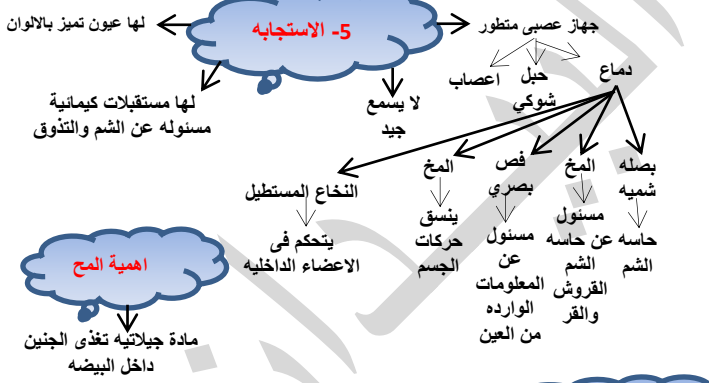 5- الاستجابه
لها عيون تميز بالالوان
لها مستقبلات كيمائية
مسئوله عن الشم والتذوق
لا يسمع
جيد
جهاز عصبى متطور
دماغ
حبل
شوكي
اعصاب
بصله
شميه
حاسه
الشم
المخ
مسئول
عن حاسه
الشم
القروش
والقر
فص
بصري
مسئول
عن
المعلومات
الوارده
من العين
المخ
ينسق
حركات
الجسم
النخاع المستطيل
يتحكم فى
الاعضاء الداخليه
اهمية المح
مادة جيلاتيه تغذى الجنين
داخل البيضه